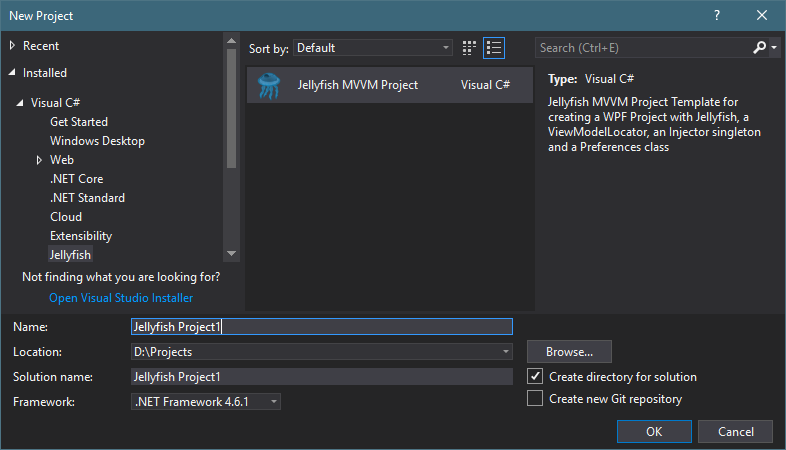 New Project
?
Recent
Installed
Visual C#
Get Started
Windows Desktop
Web
.NET Core
.NET Standard
Cloud
Extensibility
Jellyfish
Not finding what you are looking for?
Open Visual Studio Installer
Sort by: Default
Jellyfish MVVM Project Visual C#
Search (Ctrl+E)
Type: Visual C#
Jellyfish MVVM Project Template for
creating a WPF Project with Jellyfish, a
ViewModelLocator, an Injector singleton
and a Preferences class
Name: Jellyfish Project1
Location: D:\Projects
Browse...
Solution name: Jellyfish Project1
Create directory for solution
Framework: .NET Framework 4.6.1
Create new Git repository
OK Cancel